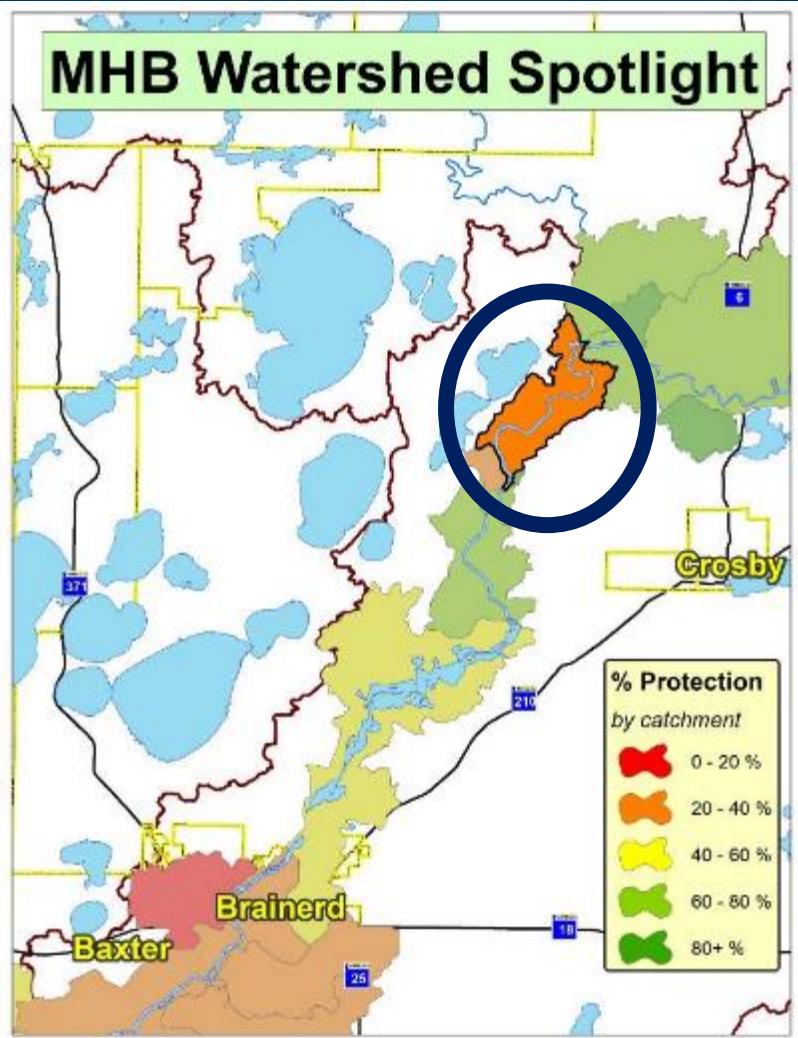 MHB Watershed Spotlight
6
Crosby
371
210
% Protection
by catchment
0 - 20 %
20 - 40 %
40 - 60 %
60 - 80 %
80+ %
Brainerd
18
Baxter
25